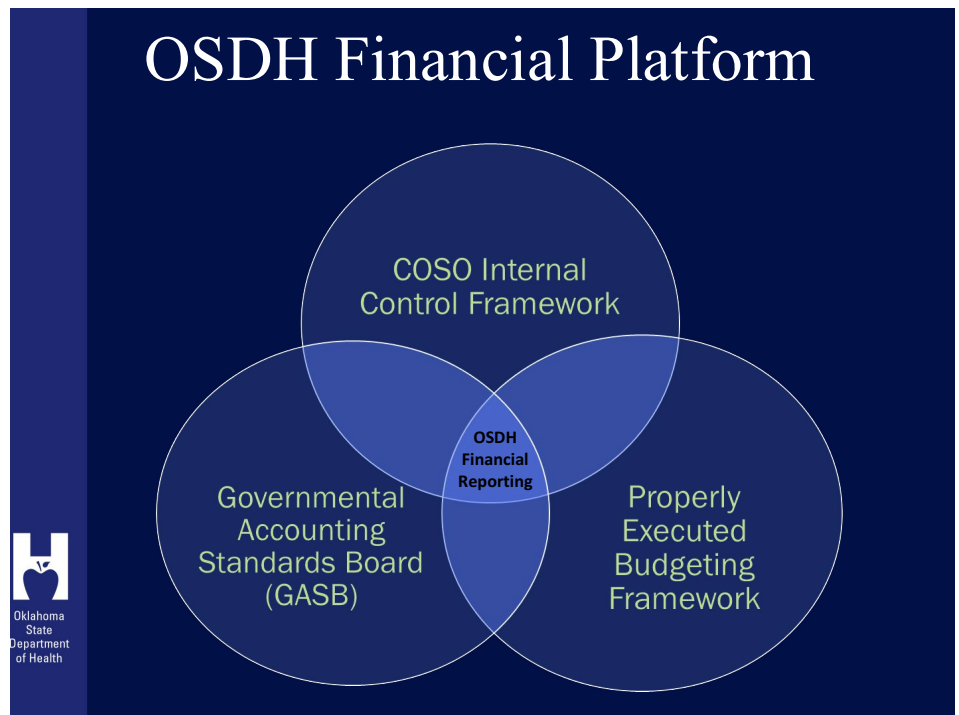 OSDH Financial Platform
COSO Internal
Control Framework
OSDH
Financial
Reporting
Governmental
Accounting
Standards Board
(GASB)
Properly
Executed
Budgeting
Framework
Oklahoma
State
Department
of Health